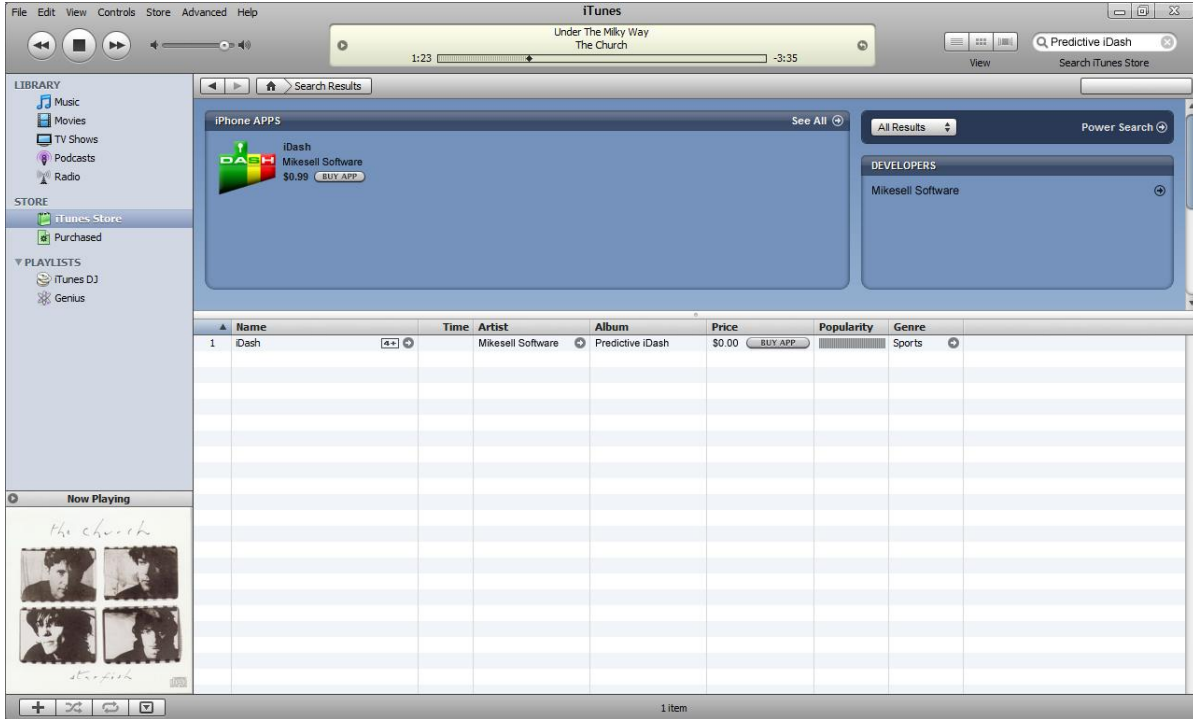 File Edit View Controls Store Advanced Help
iTunes
Under The Milky Way
The Church
1:23 -3:35
View
Predictive iDash
Search iTunes Store
LIBRARY
Music
Movies
TV Shows
Podcasts
Radio
STORE
iTunes Store
Purchased
PLAYLISTS
iTunes DJ
Genius
Search Results
iPhone APPS See All
DASH
iDash
Mikesell Software
$0.99 BUY APP
All Results Power Search
DEVELOPERS
Mikesell Software
Name Time Artist Album Price Popularity Genre
1 iDash 4+ Mikesell Software Predictive iDash $0.00 BUY APP Sports
Now Playing
the church
starfish
1 item